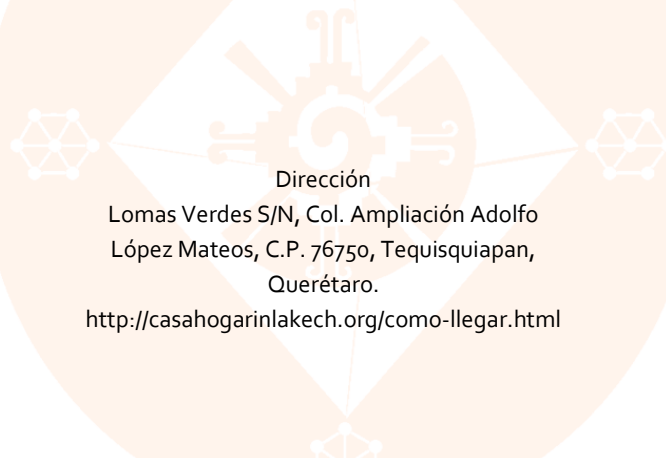 Dirección
Lomas Verdes S/N, Col. Ampliación Adolfo
López Mateos, C.P. 76750, Tequisquiapan,
Querétaro.
http://casahogarinlakech.org/como-llegar.html